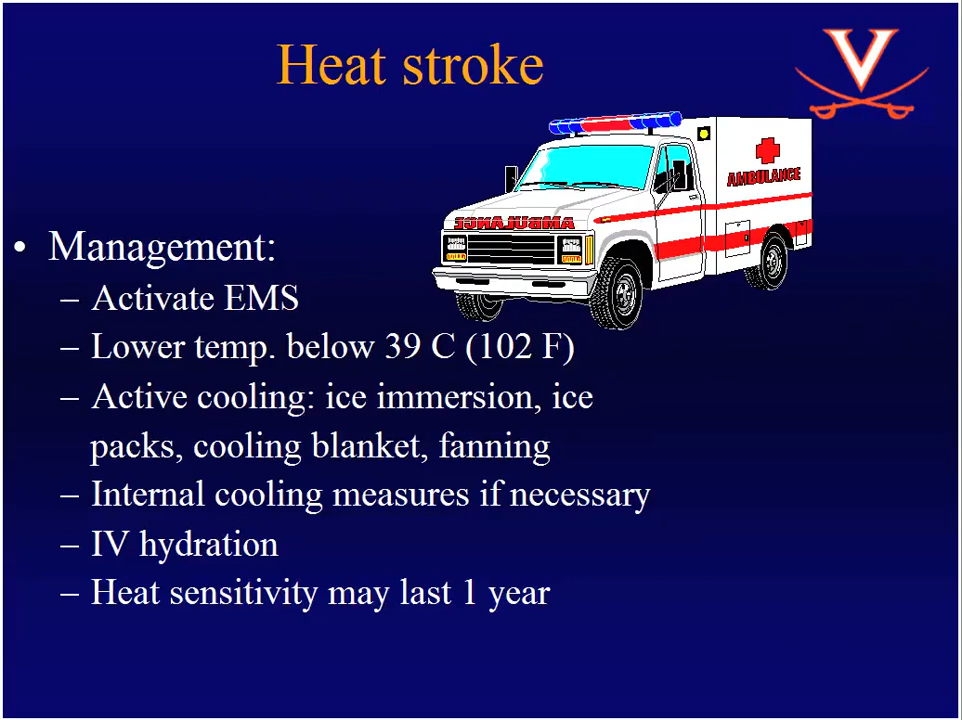 Heat stroke
V
AMBULANCE
AMBULANCE
• Management:
– Activate EMS
– Lower temp. below 39 C (102 F)
– Active cooling: ice immersion, ice
packs, cooling blanket, fanning
– Internal cooling measures if necessary
– IV hydration
– Heat sensitivity may last 1 year